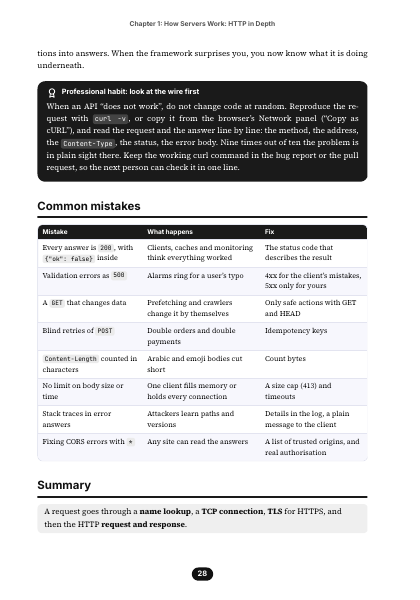 Chapter 1: How Servers Work: HTTP in Depth
tions into answers. When the framework surprises you, you now know what it is doing
underneath.
Professional habit: look at the wire first
When an API “does not work”, do not change code at random. Reproduce the re-
quest with curl -v, or copy it from the browser’s Network panel (“Copy as
cURL”), and read the request and the answer line by line: the method, the address,
the Content-Type, the status, the error body. Nine times out of ten the problem is
in plain sight there. Keep the working curl command in the bug report or the pull
request, so the next person can check it in one line.
Common mistakes
Mistake What happens Fix
Every answer is 200, with Clients, caches and monitoring The status code that
{"ok": false} inside think everything worked describes the result
Validation errors as 500 Alarms ring for a user’s typo 4xx for the client’s mistakes,
5xx only for yours
A GET that changes data Prefetching and crawlers Only safe actions with GET
change it by themselves and HEAD
Blind retries of POST Double orders and double Idempotency keys
payments
Content-Length counted in Arabic and emoji bodies cut Count bytes
characters short
No limit on body size or One client fills memory or A size cap (413) and
time holds every connection timeouts
Stack traces in error Attackers learn paths and Details in the log, a plain
answers versions message to the client
Fixing CORS errors with * Any site can read the answers A list of trusted origins, and
real authorisation
Summary
A request goes through a name lookup, a TCP connection, TLS for HTTPS, and
then the HTTP request and response.
28